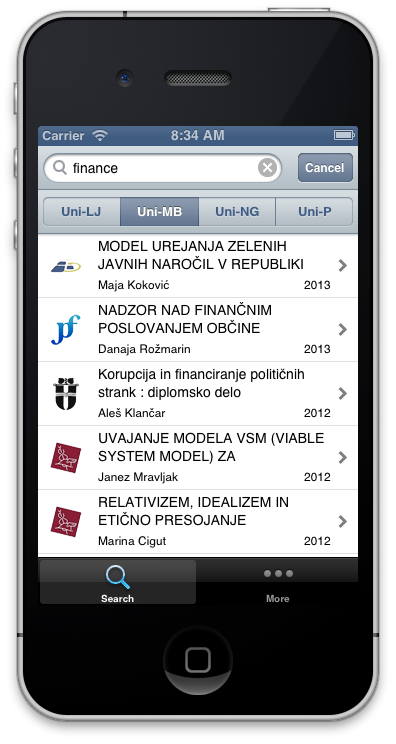 Carrier 8:34 AM
finance Cancel
Uni-LJ Uni-MB Uni-NG Uni-P
MODEL UREJANJA ZELENIH
JAVNIH NAROČIL V REPUBLIKI
Maja Koković 2013
NADZOR NAD FINANČNIM
POSLOVANJEM OBČINE
Danaja Rožmarin 2013
Korupcija in financiranje političnih
strank : diplomsko delo
Aleš Klančar 2012
UVAJANJE MODELA VSM (VIABLE
SYSTEM MODEL) ZA
Janez Mravljak 2012
RELATIVIZEM, IDEALIZEM IN
ETIČNO PRESOJANJE
Marina Cigut 2012
Search More